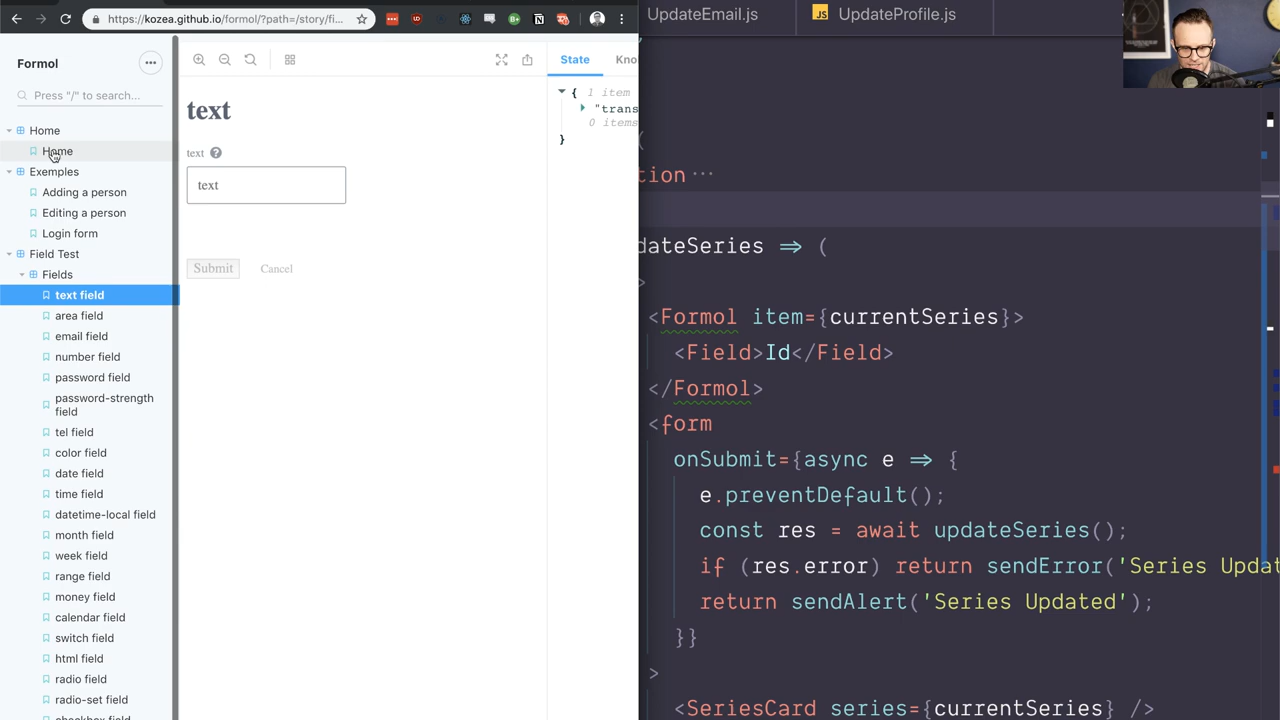 https://kozea.github.io/formol/?path=/story/fi...
Formol
Press "/" to search...
Home
Home
Exemples
Adding a person
Editing a person
Login form
Field Test
Fields
text field
area field
email field
number field
password field
password-strength
field
tel field
color field
date field
time field
datetime-local field
month field
week field
range field
money field
calendar field
switch field
html field
radio field
radio-set field
checkbox field
text
text
text
Submit Cancel
State Kno
{ 1 item
"trans
0 items
}
UpdateEmail.js
JS UpdateProfile.js
(
tion ...
dateSeries => (
>
<Formol item={currentSeries}>
<Field>Id</Field>
</Formol>
<form
onSubmit={async e => {
e.preventDefault();
const res = await updateSeries();
if (res.error) return sendError('Series Updat
return sendAlert('Series Updated');
}}
>
<SeriesCard series={currentSeries} />